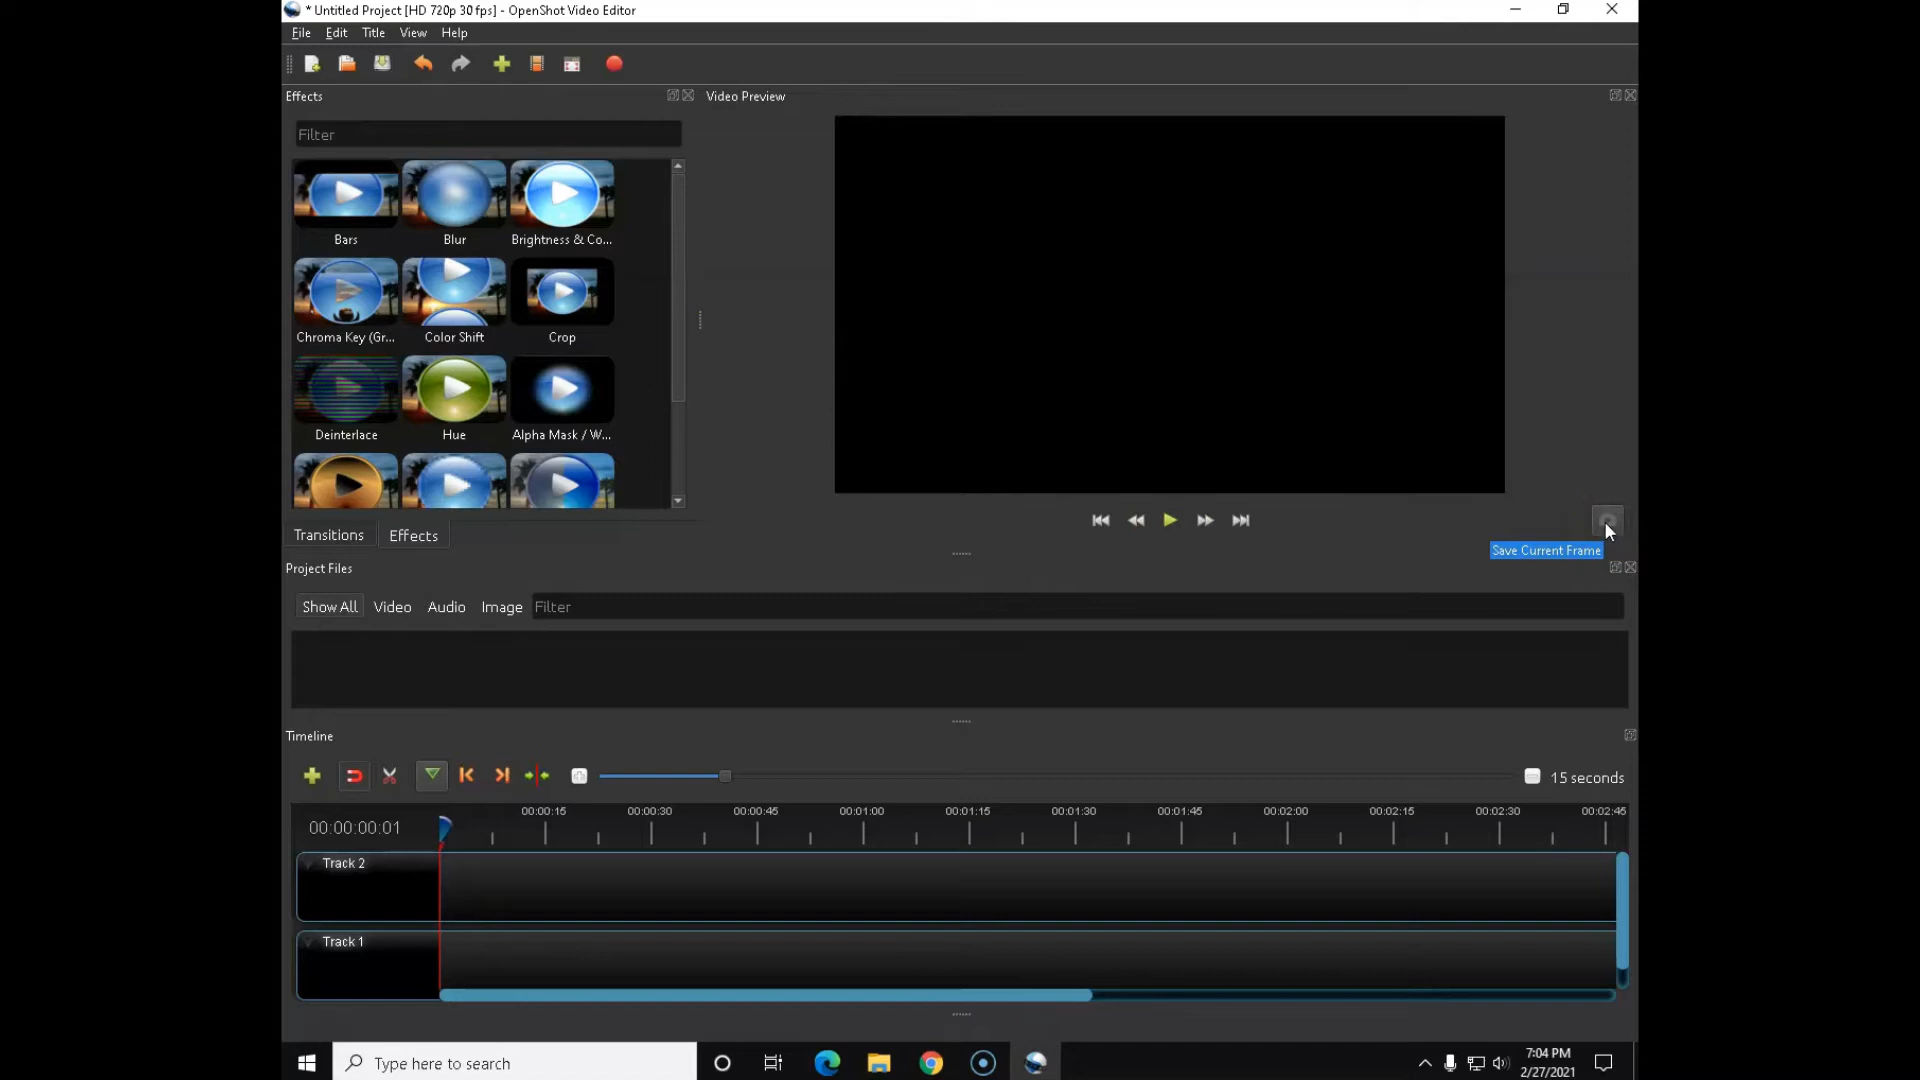 * Untitled Project [HD 720p 30 fps] - OpenShot Video Editor
File Edit Title View Help
Effects
Video Preview
Filter
Bars Blur Brightness & Co...
Chroma Key (Gr... Color Shift Crop
Deinterlace Hue Alpha Mask / W...
Transitions Effects
Save Current Frame
Project Files
Show All Video Audio Image Filter
Timeline
15 seconds
00:00:00:01
00:00:15 00:00:30 00:00:45 00:01:00 00:01:15 00:01:30 00:01:45 00:02:00 00:02:15 00:02:30 00:02:45
Track 2
Track 1
Type here to search
7:04 PM
2/27/2021